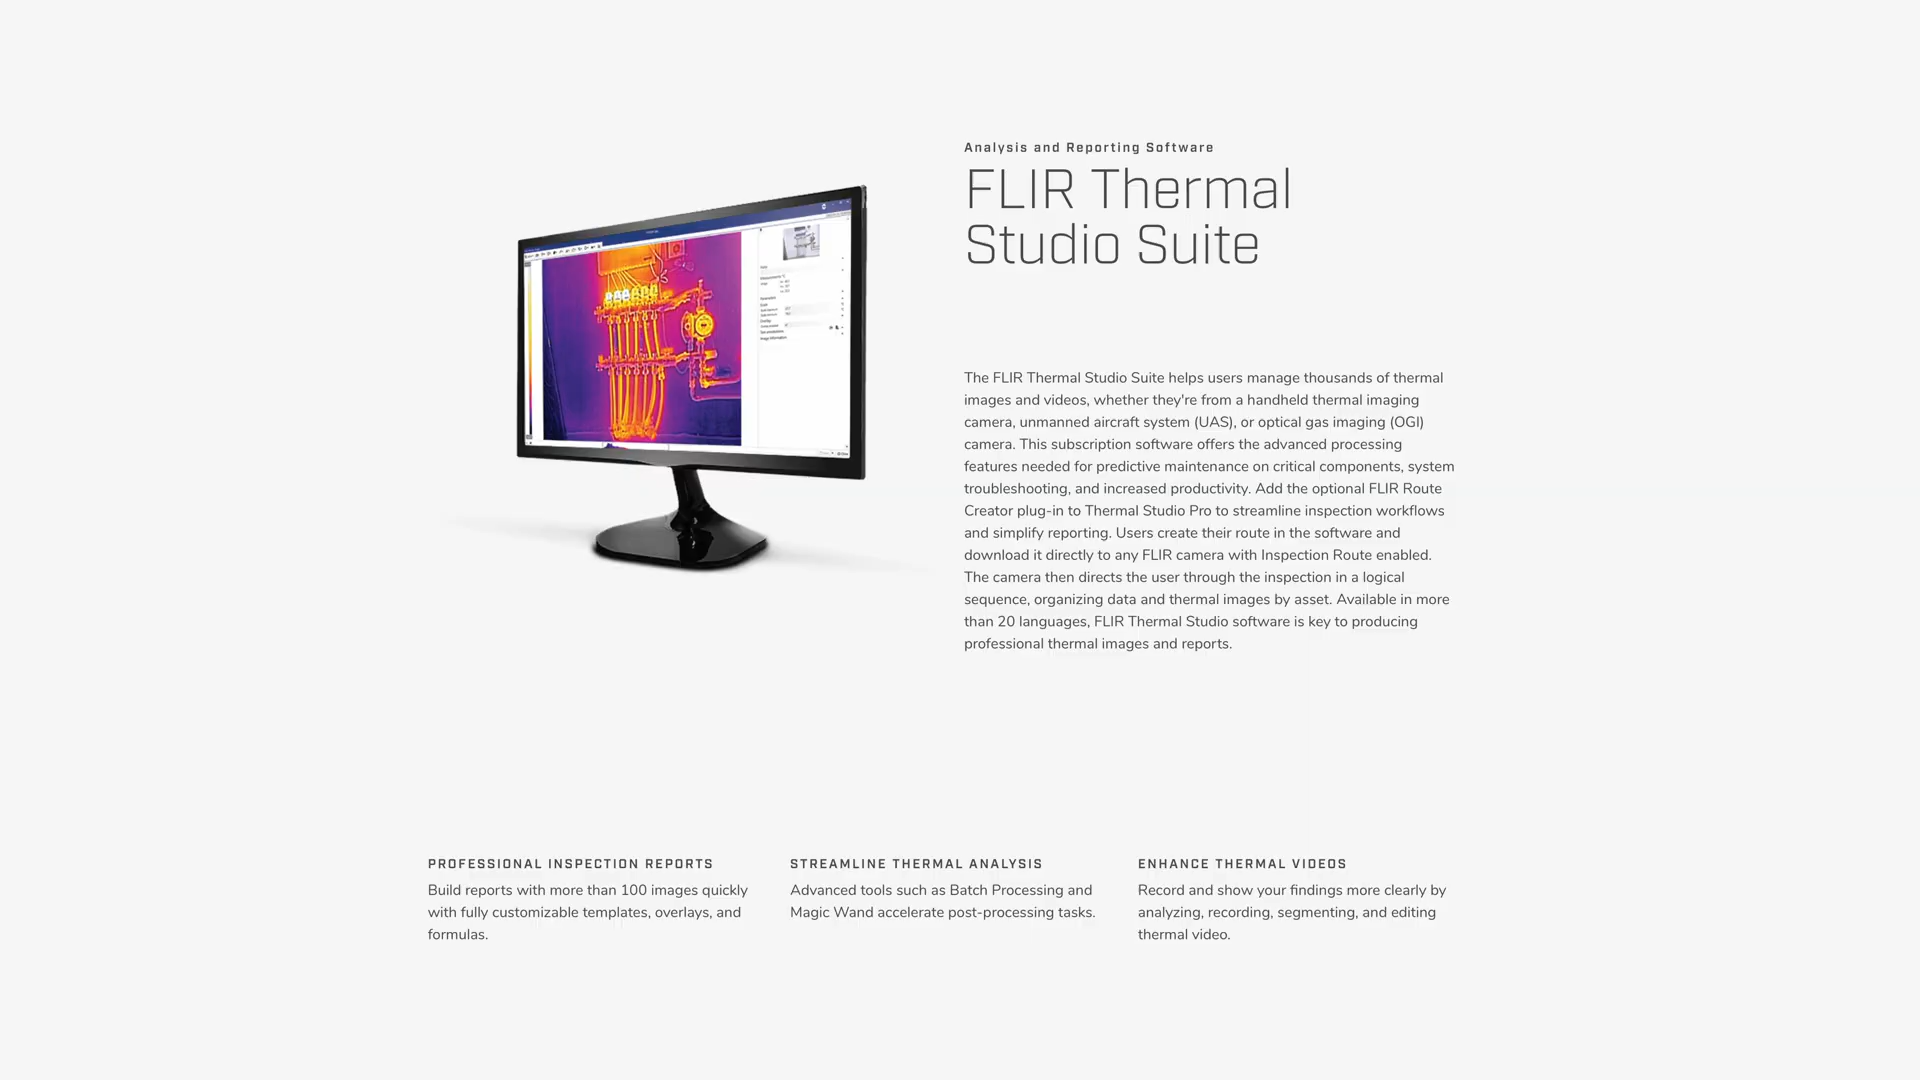 Analysis and Reporting Software
FLIR Thermal
Studio Suite
The FLIR Thermal Studio Suite helps users manage thousands of thermal
images and videos, whether they're from a handheld thermal imaging
camera, unmanned aircraft system (UAS), or optical gas imaging (OGI)
camera. This subscription software offers the advanced processing
features needed for predictive maintenance on critical components, system
troubleshooting, and increased productivity. Add the optional FLIR Route
Creator plug-in to Thermal Studio Pro to streamline inspection workflows
and simplify reporting. Users create their route in the software and
download it directly to any FLIR camera with Inspection Route enabled.
The camera then directs the user through the inspection in a logical
sequence, organizing data and thermal images by asset. Available in more
than 20 languages, FLIR Thermal Studio software is key to producing
professional thermal images and reports.
PROFESSIONAL INSPECTION REPORTS
Build reports with more than 100 images quickly
with fully customizable templates, overlays, and
formulas.
STREAMLINE THERMAL ANALYSIS
Advanced tools such as Batch Processing and
Magic Wand accelerate post-processing tasks.
ENHANCE THERMAL VIDEOS
Record and show your findings more clearly by
analyzing, recording, segmenting, and editing
thermal video.